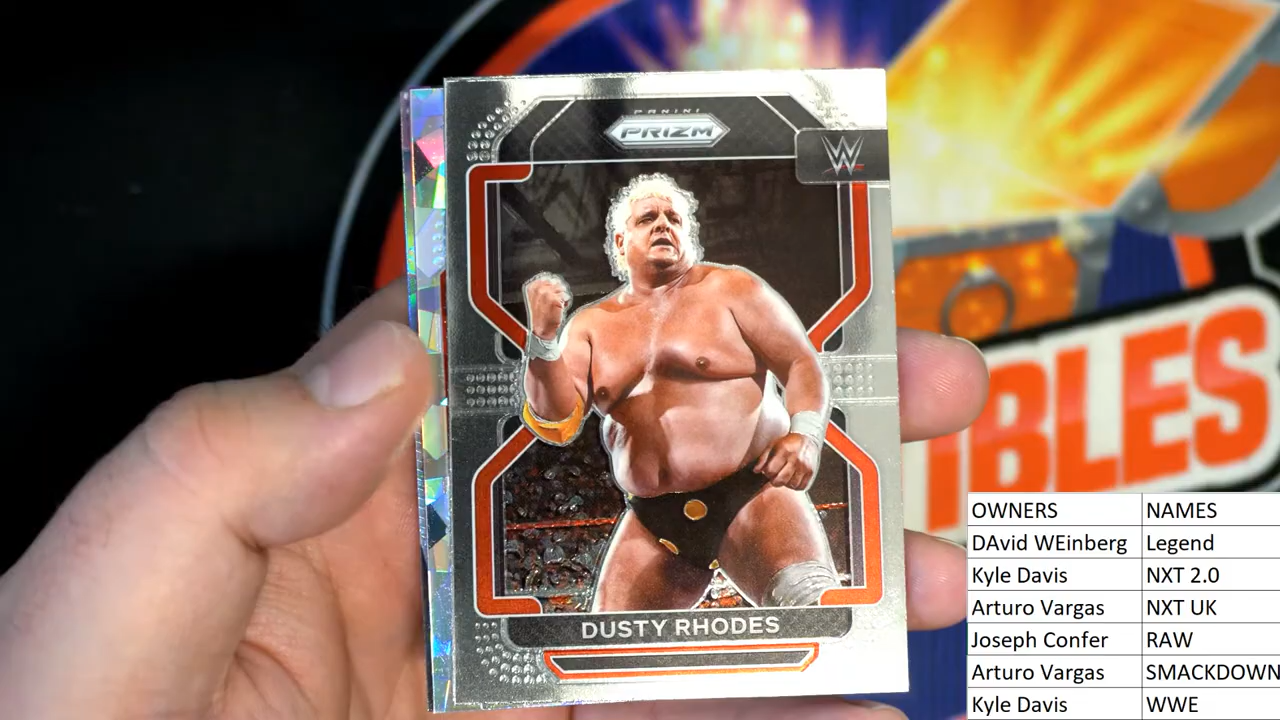 PANINI
PRIZM
W
DUSTY RHODES
IBLES
OWNERS NAMES
DAvid WEinberg Legend
Kyle Davis NXT 2.0
Arturo Vargas NXT UK
Joseph Confer RAW
Arturo Vargas SMACKDOWN
Kyle Davis WWE